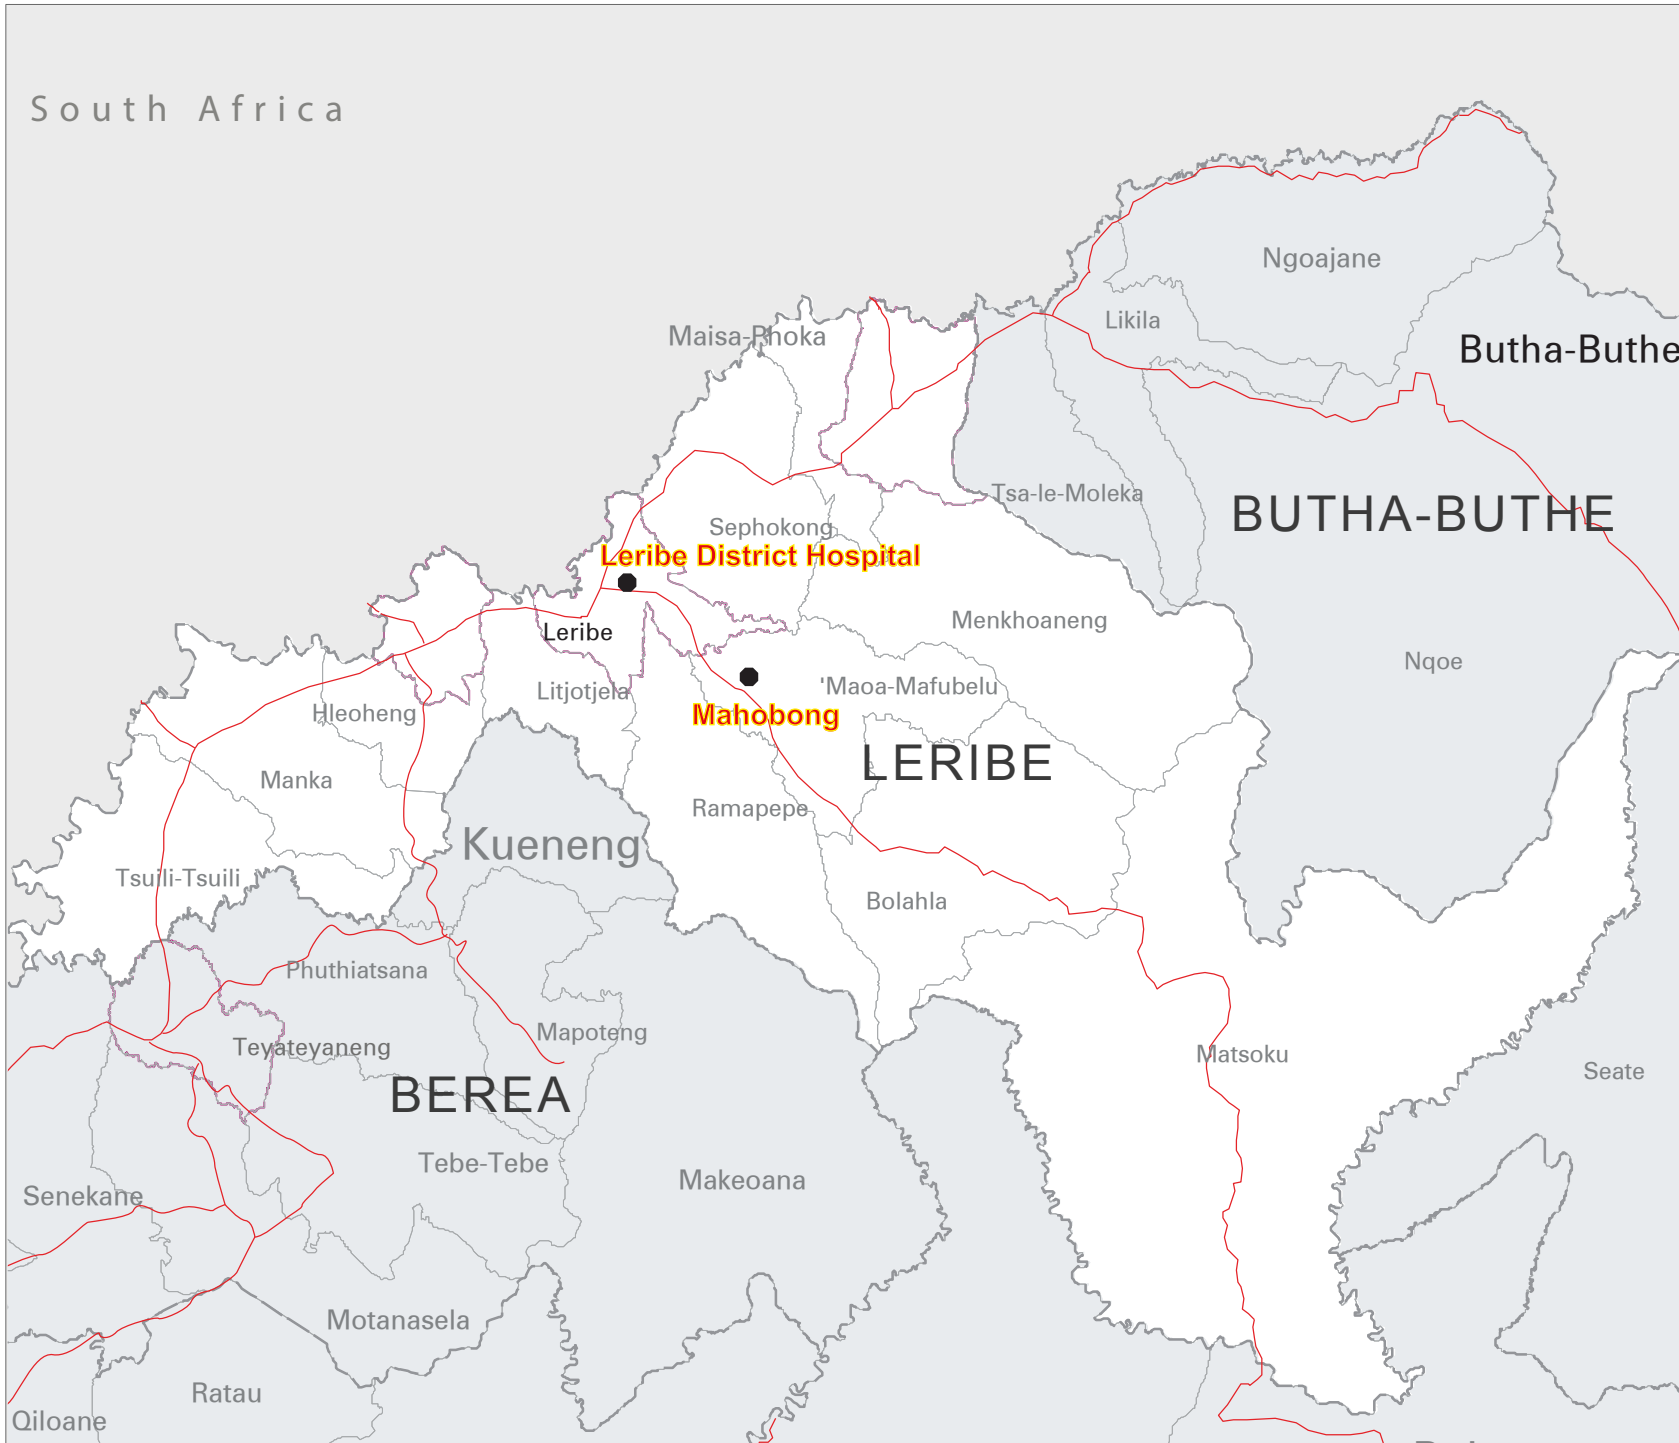 South Africa
Ngoajane
Likila
Maisa-Phoka
Butha-Buthe
Tsa-le-Moleka
BUTHA-BUTHE
Sephokong
Leribe District Hospital
Menkhoaneng
Leribe
Nqoe
Litjotjela
'Maoa-Mafubelu
Hleoheng
Mahobong
LERIBE
Manka
Ramapepe
Kueneng
Tsuili-Tsuili
Bolahla
Phuthiatsana
Mapoteng
Teyateyaneng
Matsoku
Seate
BEREA
Tebe-Tebe
Makeoana
Senekane
Motanasela
Ratau
Qiloane